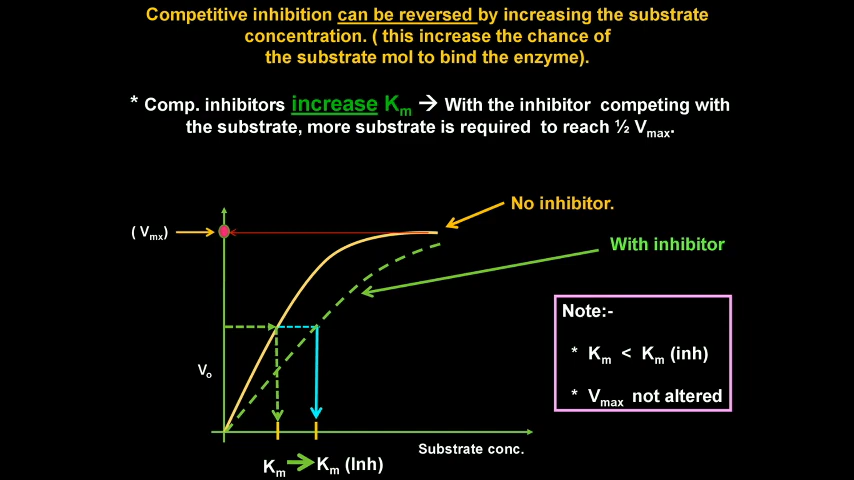 Competitive inhibition can be reversed by increasing the substrate
concentration. ( this increase the chance of
the substrate mol to bind the enzyme).
* Comp. inhibitors increase Km → With the inhibitor competing with
the substrate, more substrate is required to reach ½ Vmax.
No inhibitor.
( Vmx)
With inhibitor
Note:-
* Km < Km (inh)
* Vmax not altered
Vo
Substrate conc.
Km → Km (Inh)